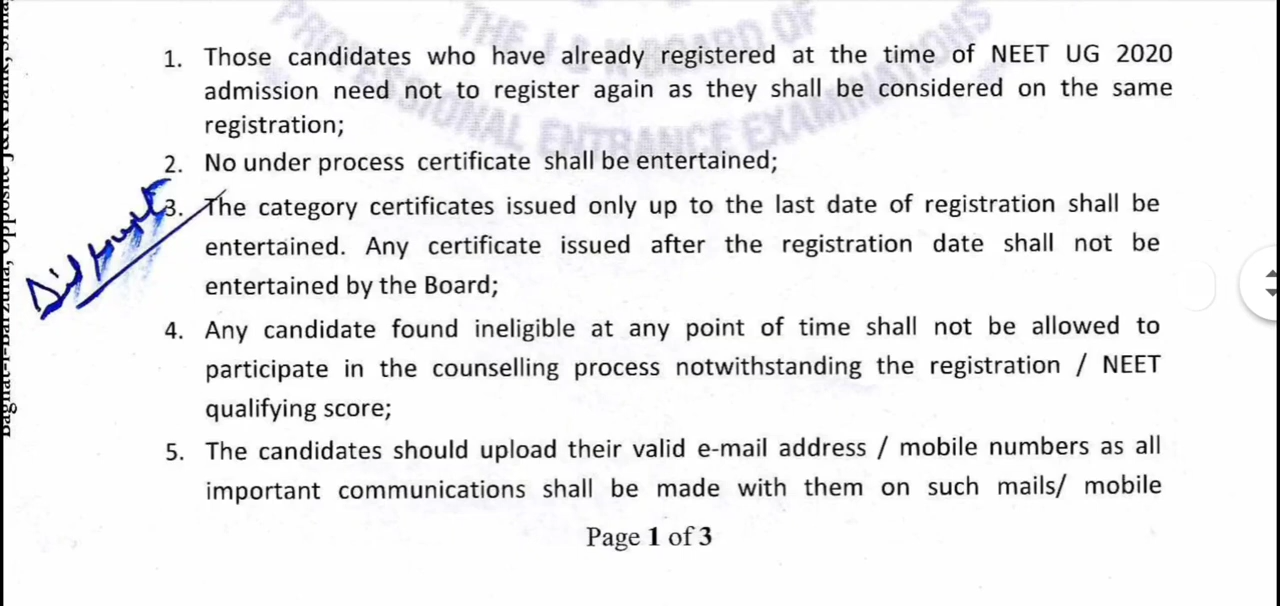 THE J & K BOARD OF
PROFESSIONAL ENTRANCE EXAMINATIONS
1. Those candidates who have already registered at the time of NEET UG 2020
admission need not to register again as they shall be considered on the same
registration;
2. No under process certificate shall be entertained;
3. The category certificates issued only up to the last date of registration shall be
entertained. Any certificate issued after the registration date shall not be
entertained by the Board;
4. Any candidate found ineligible at any point of time shall not be allowed to
participate in the counselling process notwithstanding the registration / NEET
qualifying score;
5. The candidates should upload their valid e-mail address / mobile numbers as all
important communications shall be made with them on such mails/ mobile
Page 1 of 3